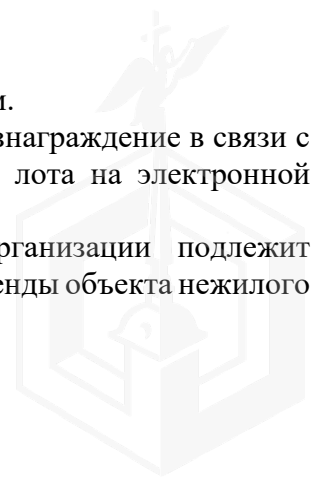 м.
знаграждение в связи с
лота на электронной
рганизации подлежит
енды объекта нежилого